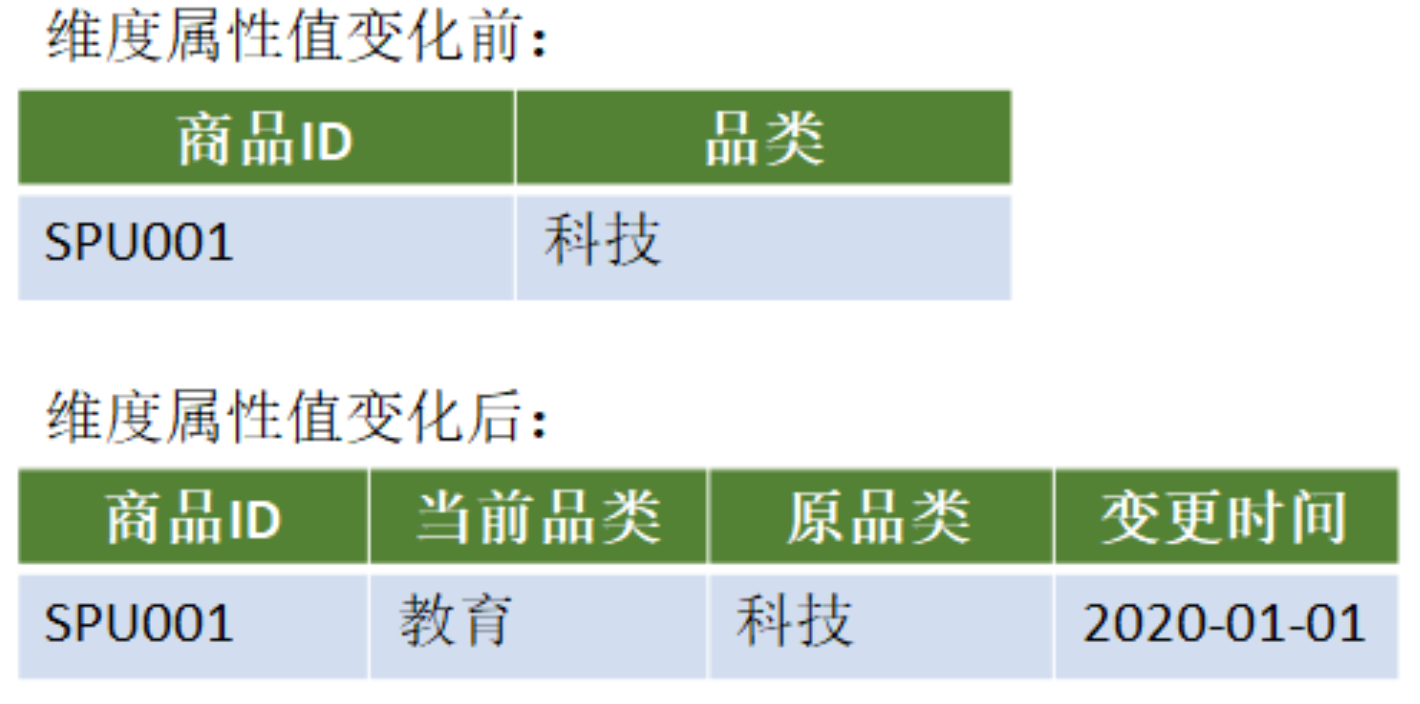 维度属性值变化前：
商品ID 品类
SPU001 科技
维度属性值变化后：
商品ID 当前品类 原品类 变更时间
SPU001 教育 科技 2020-01-01